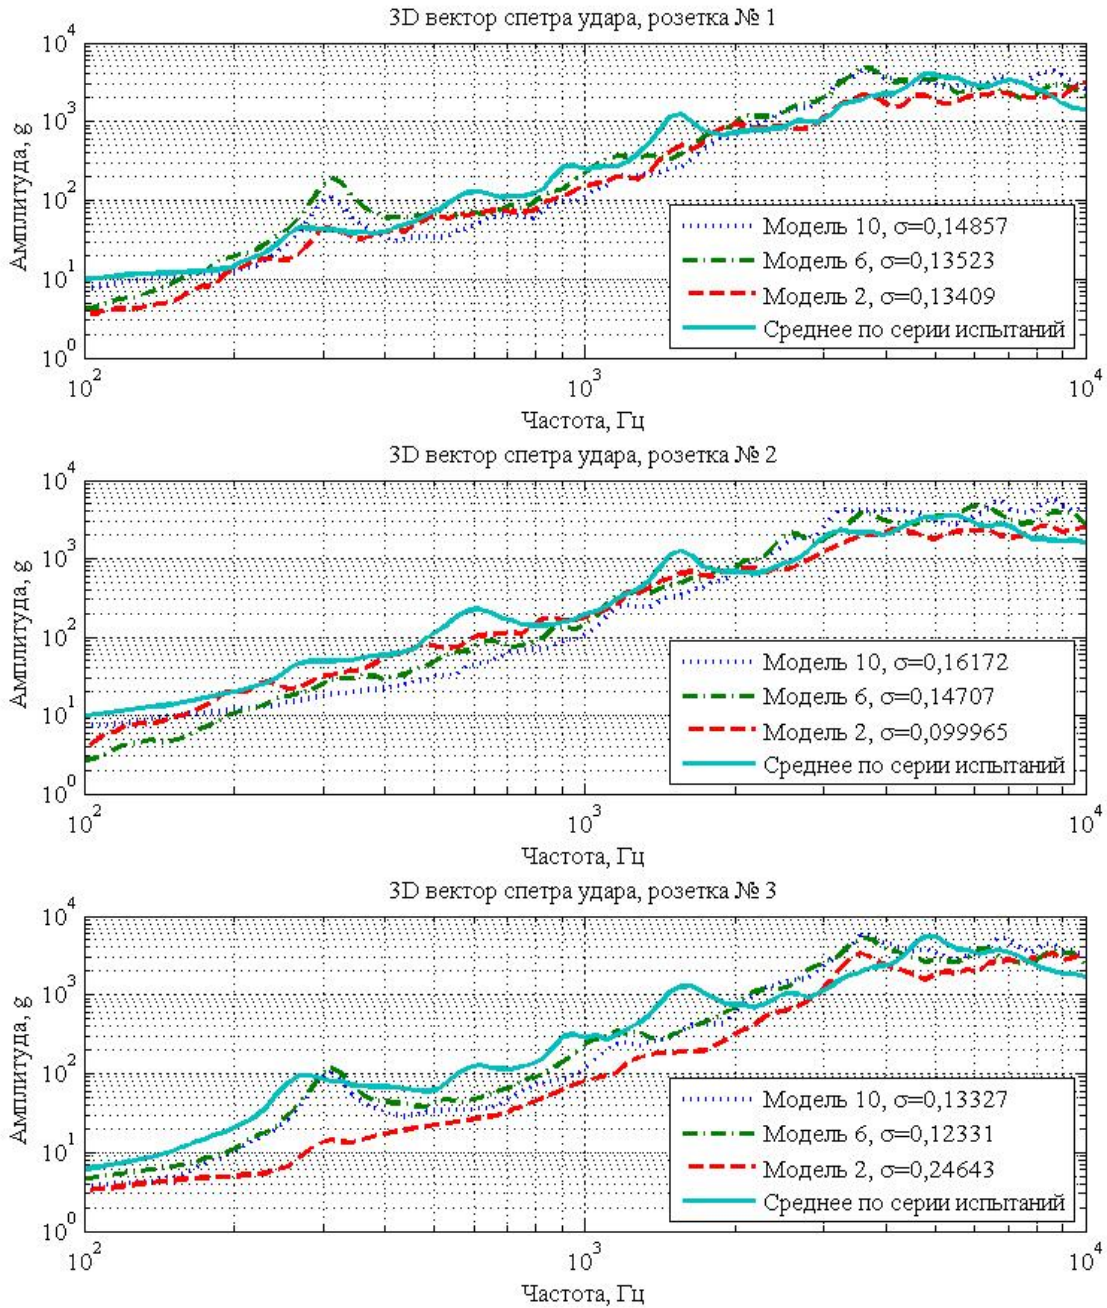 3D вектор спетра удара, розетка № 1
10^4
10^3
10^2
10^1
10^0
Амплитуда, g
Модель 10, σ=0,14857
Модель 6, σ=0,13523
Модель 2, σ=0,13409
Среднее по серии испытаний
10^2
10^3
10^4
Частота, Гц
3D вектор спетра удара, розетка № 2
10^4
10^3
10^2
10^1
10^0
Амплитуда, g
Модель 10, σ=0,16172
Модель 6, σ=0,14707
Модель 2, σ=0,099965
Среднее по серии испытаний
10^2
10^3
10^4
Частота, Гц
3D вектор спетра удара, розетка № 3
10^4
10^3
10^2
10^1
10^0
Амплитуда, g
Модель 10, σ=0,13327
Модель 6, σ=0,12331
Модель 2, σ=0,24643
Среднее по серии испытаний
10^2
10^3
10^4
Частота, Гц